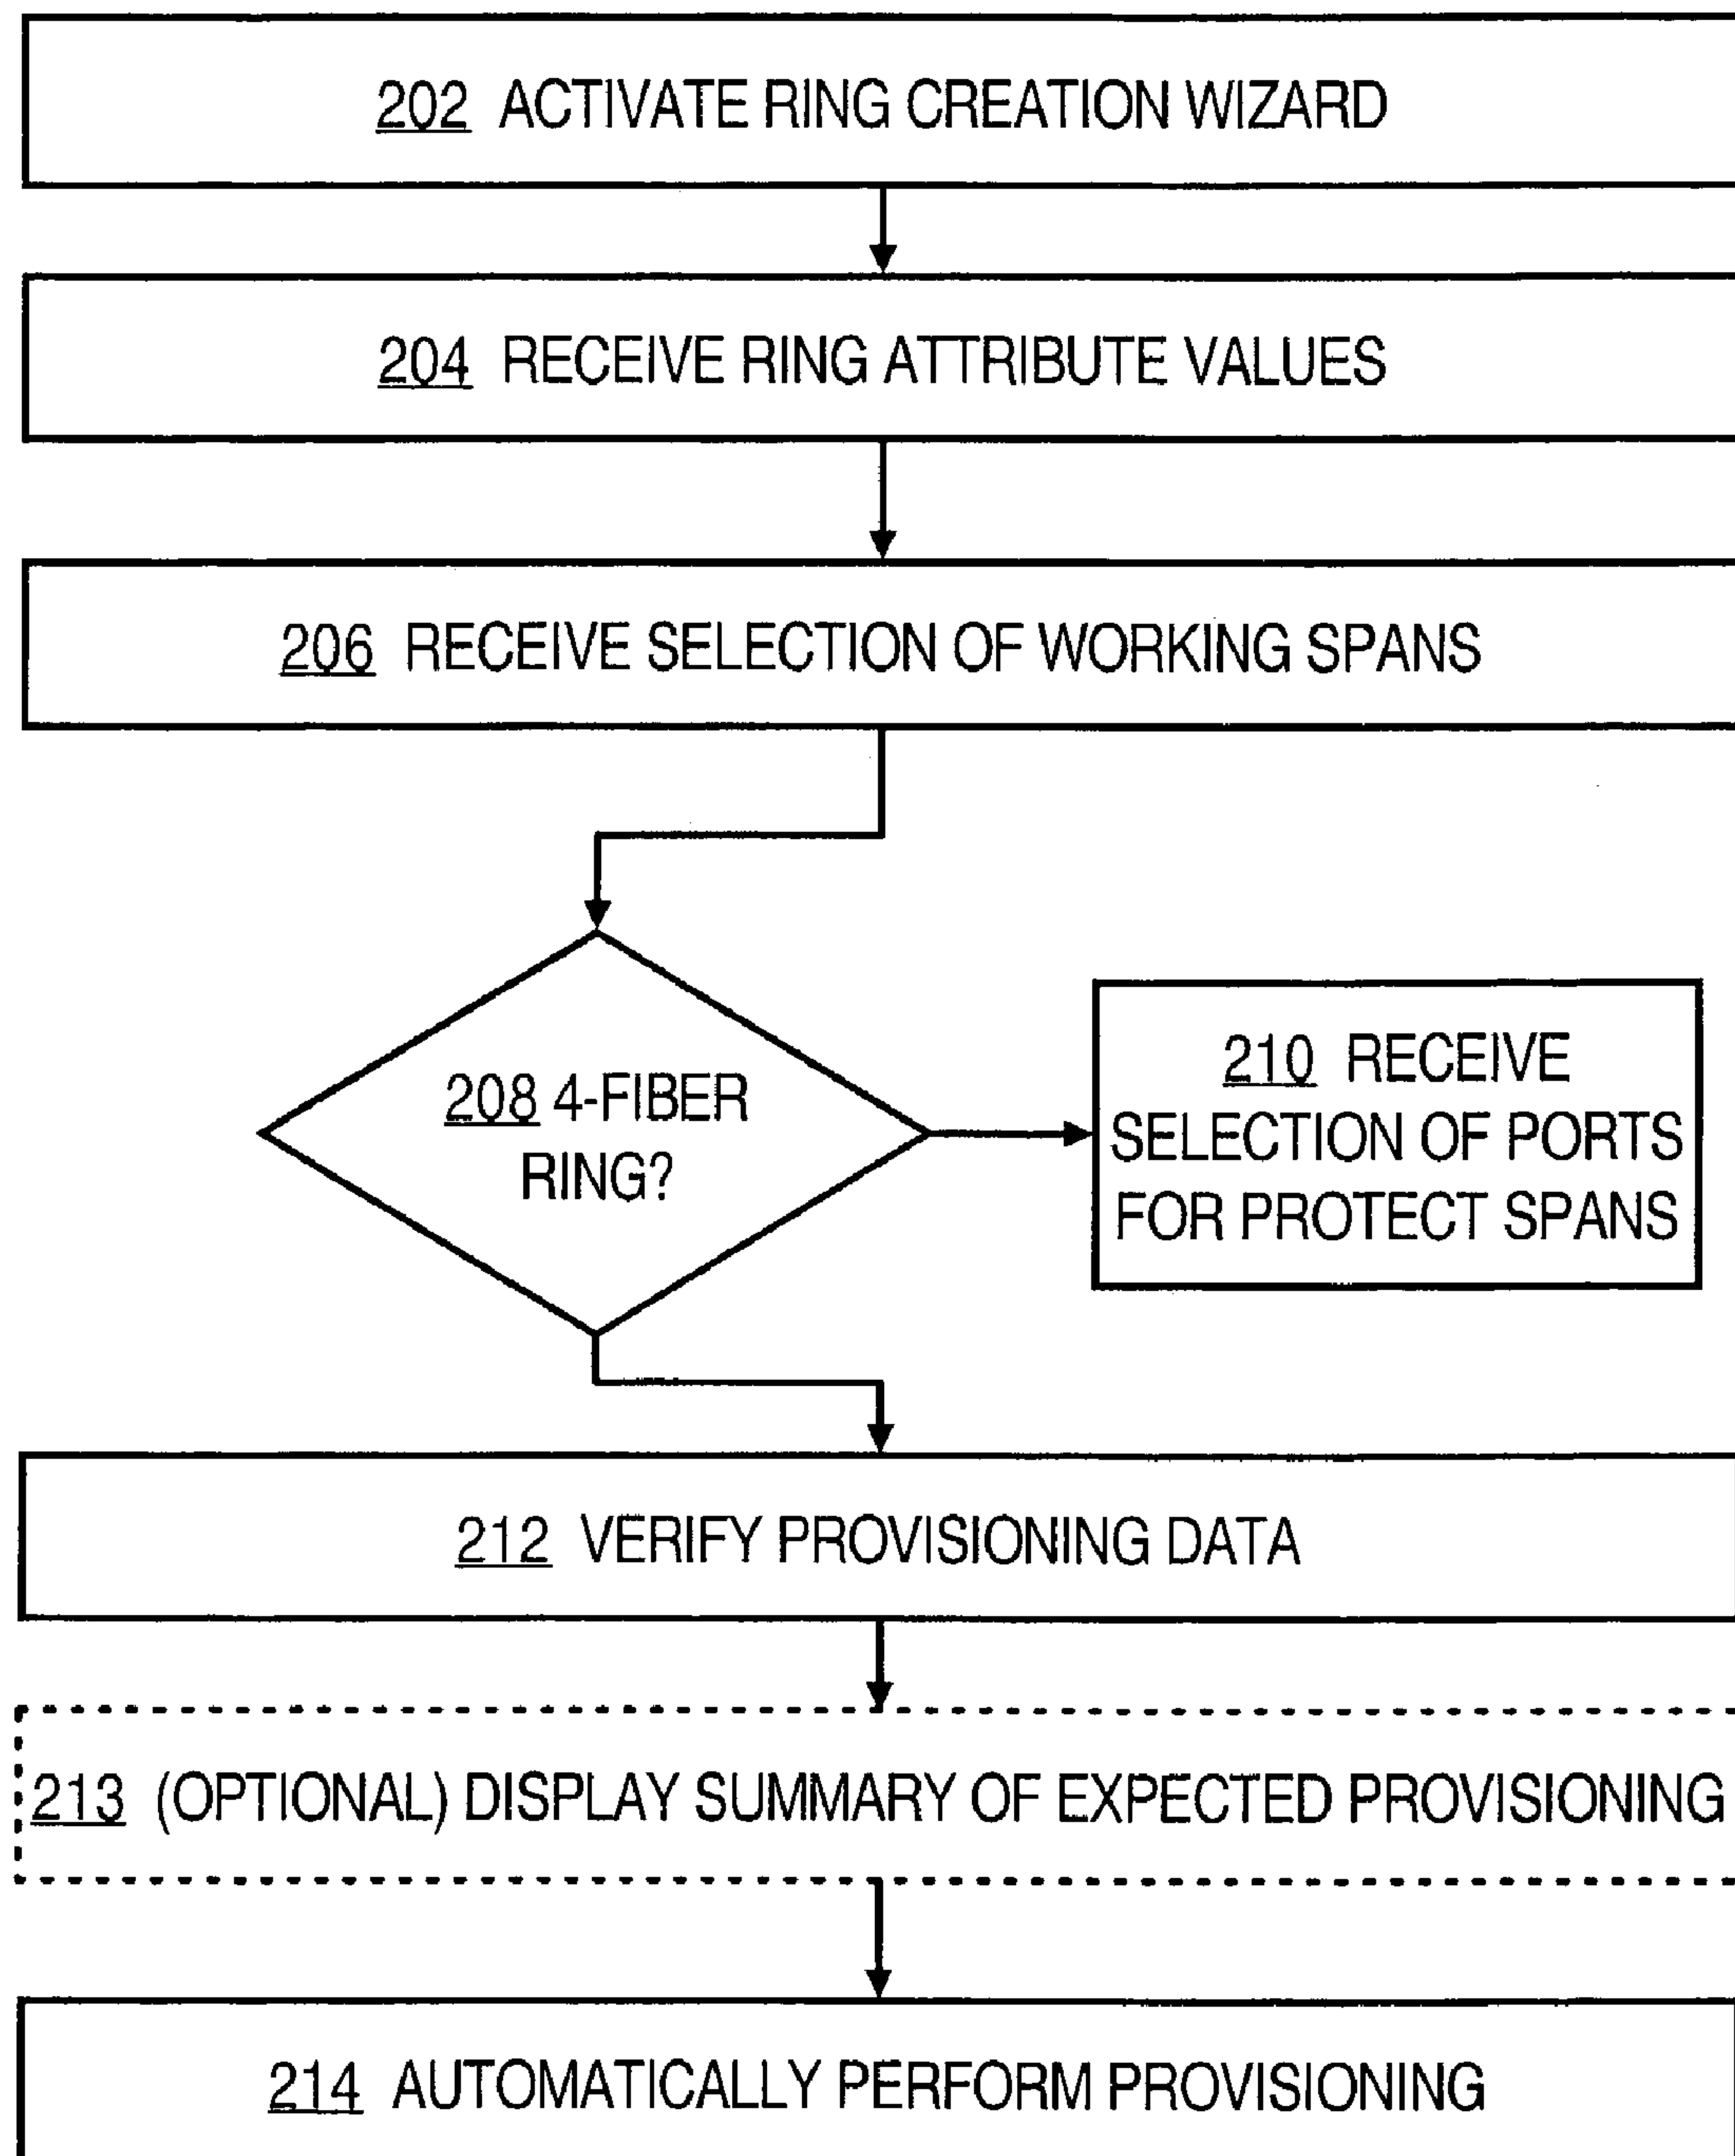 202 ACTIVATE RING CREATION WIZARD
204 RECEIVE RING ATTRIBUTE VALUES
206 RECEIVE SELECTION OF WORKING SPANS
208 4-FIBER
RING?
210 RECEIVE
SELECTION OF PORTS
FOR PROTECT SPANS
212 VERIFY PROVISIONING DATA
213 (OPTIONAL) DISPLAY SUMMARY OF EXPECTED PROVISIONING
214 AUTOMATICALLY PERFORM PROVISIONING